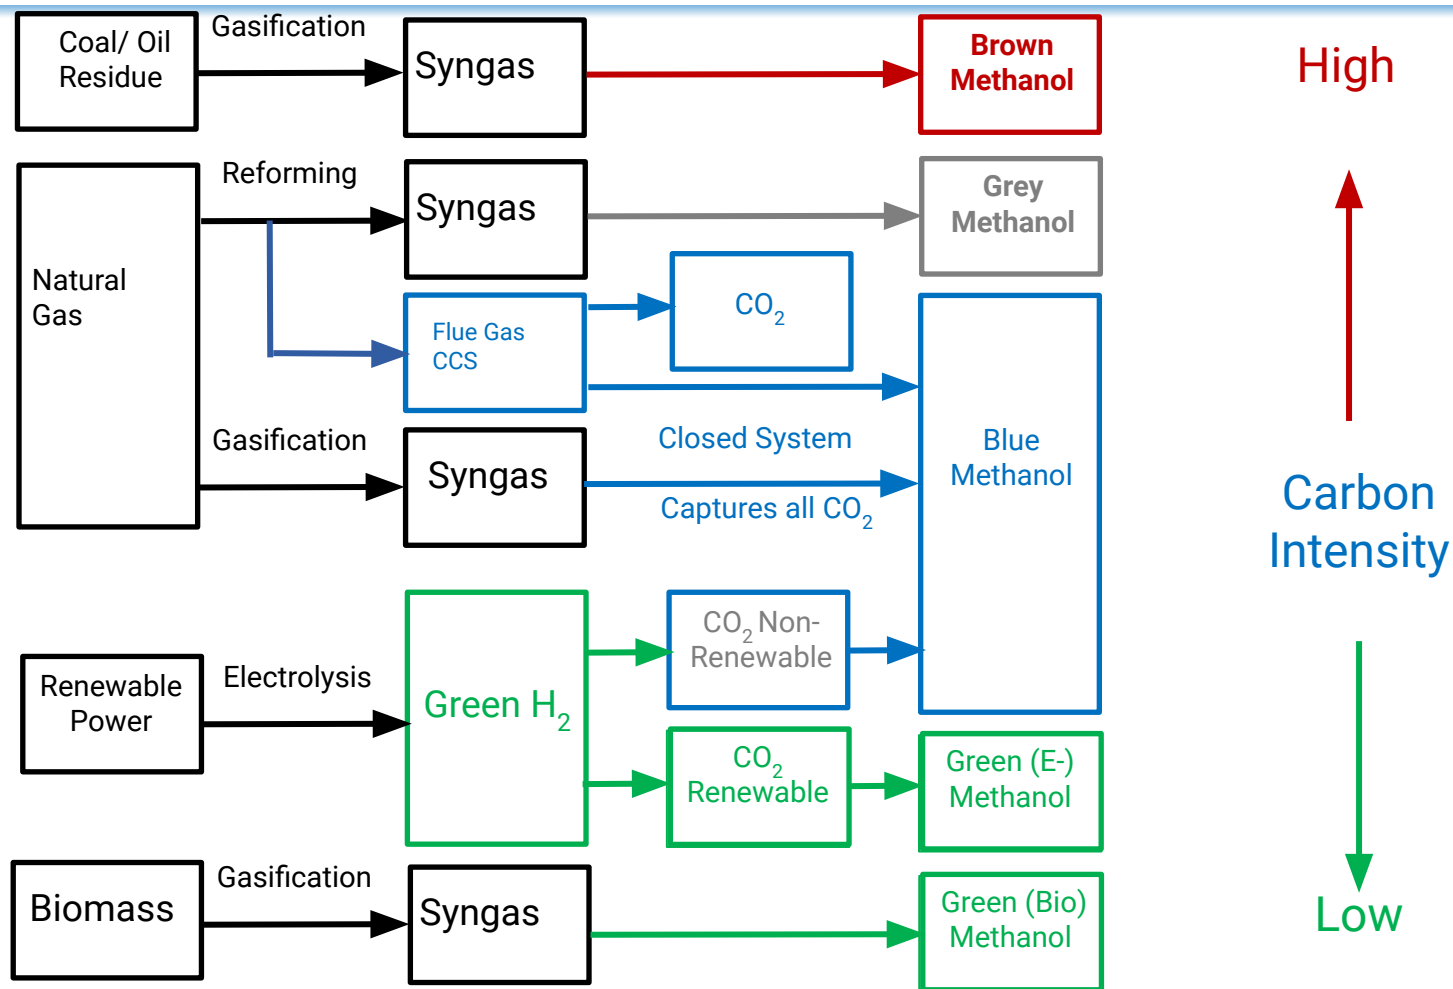 Coal/ Oil
Residue
Gasification
Syngas
Brown
Methanol
High
Natural
Gas
Reforming
Syngas
Grey
Methanol
Flue Gas
CCS
CO₂
Gasification
Syngas
Closed System
Captures all CO₂
Blue
Methanol
Carbon
Intensity
Renewable
Power
Electrolysis
Green H₂
CO₂ Non-
Renewable
CO₂
Renewable
Green (E-)
Methanol
Biomass
Gasification
Syngas
Green (Bio)
Methanol
Low